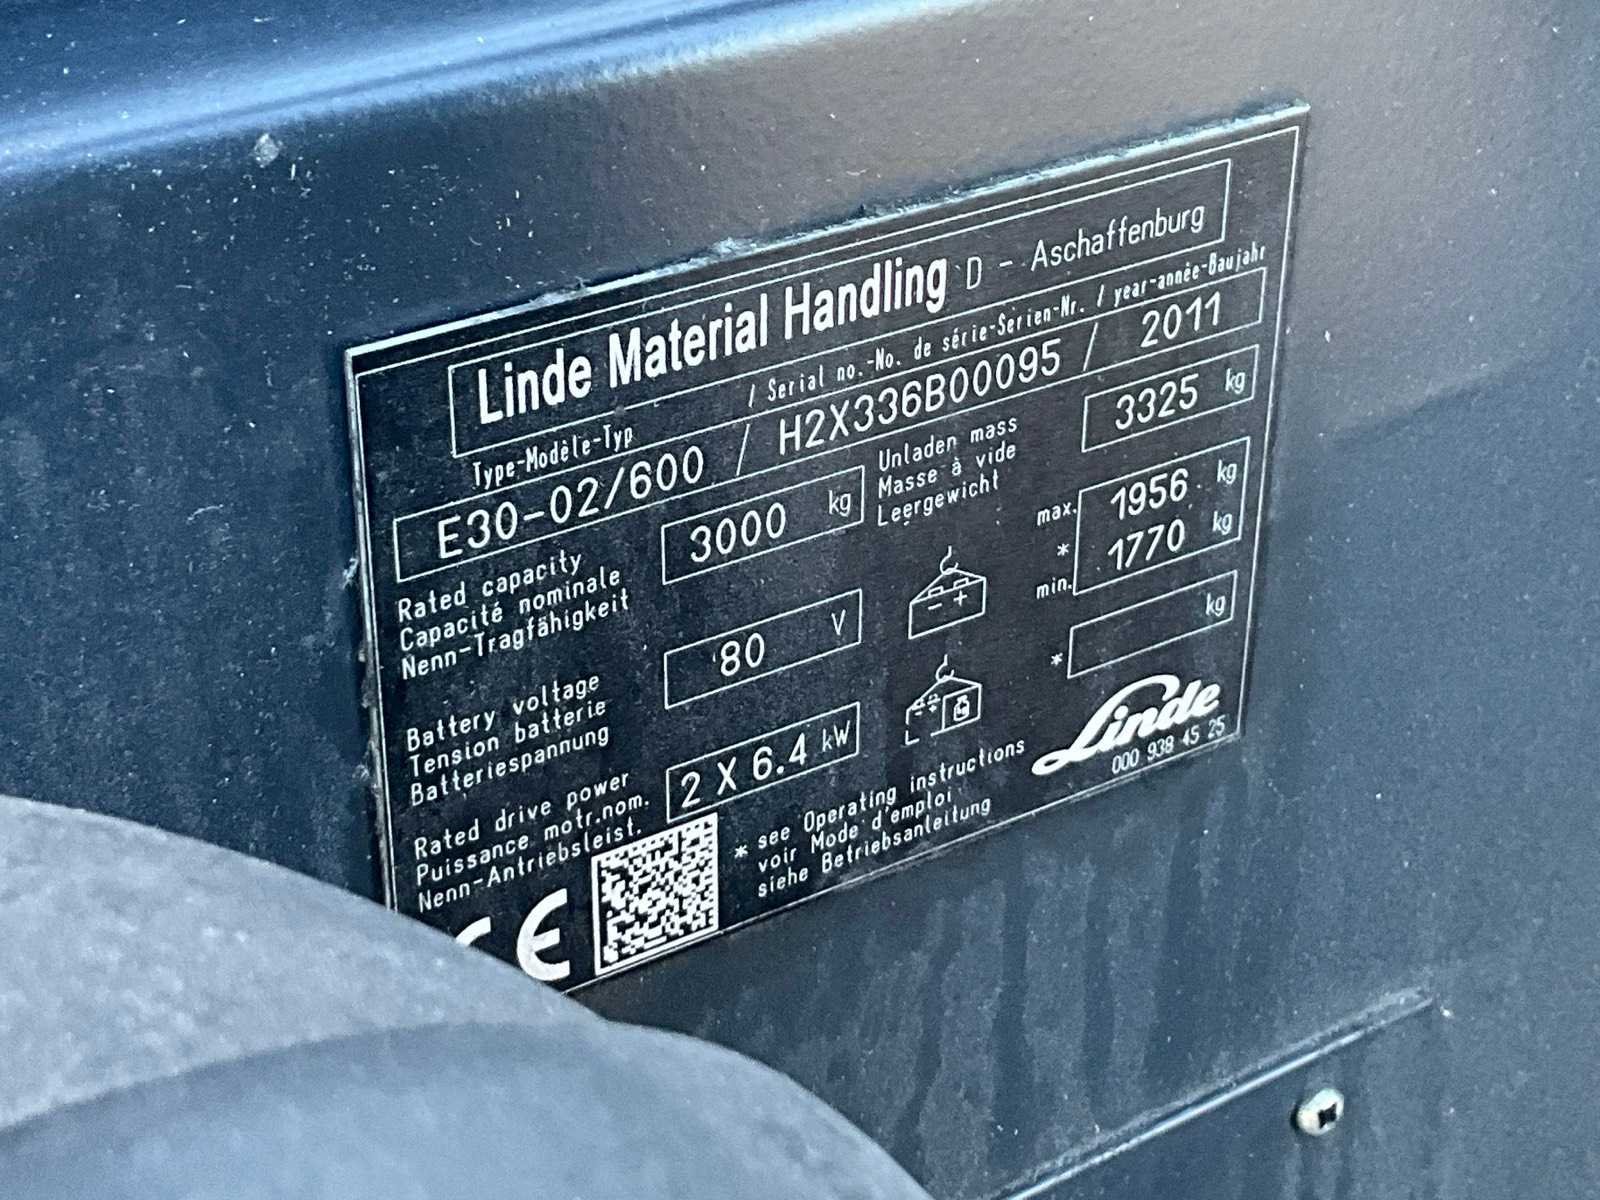 Linde Material Handling D - Aschaffenburg
Type-Modèle-Typ / Serial no.-No. de série-Serien-Nr. / year-année-Baujahr
E30-02/600 / H2X336B00095 / 2011
Rated capacity
Capacité nominale
Nenn-Tragfähigkeit
3000 kg
Unladen mass
Masse à vide
Leergewicht
3325 kg
Battery voltage
Tension batterie
Batteriespannung
80 V
- +
max. 1956 kg
*
min. 1770 kg
Rated drive power
Puissance motr.nom.
Nenn-Antriebsleist.
2 X 6.4 kW
- +
* kg
* see Operating instructions
voir Mode d'emploi
siehe Betriebsanleitung
Linde
000 938 45 25
CE